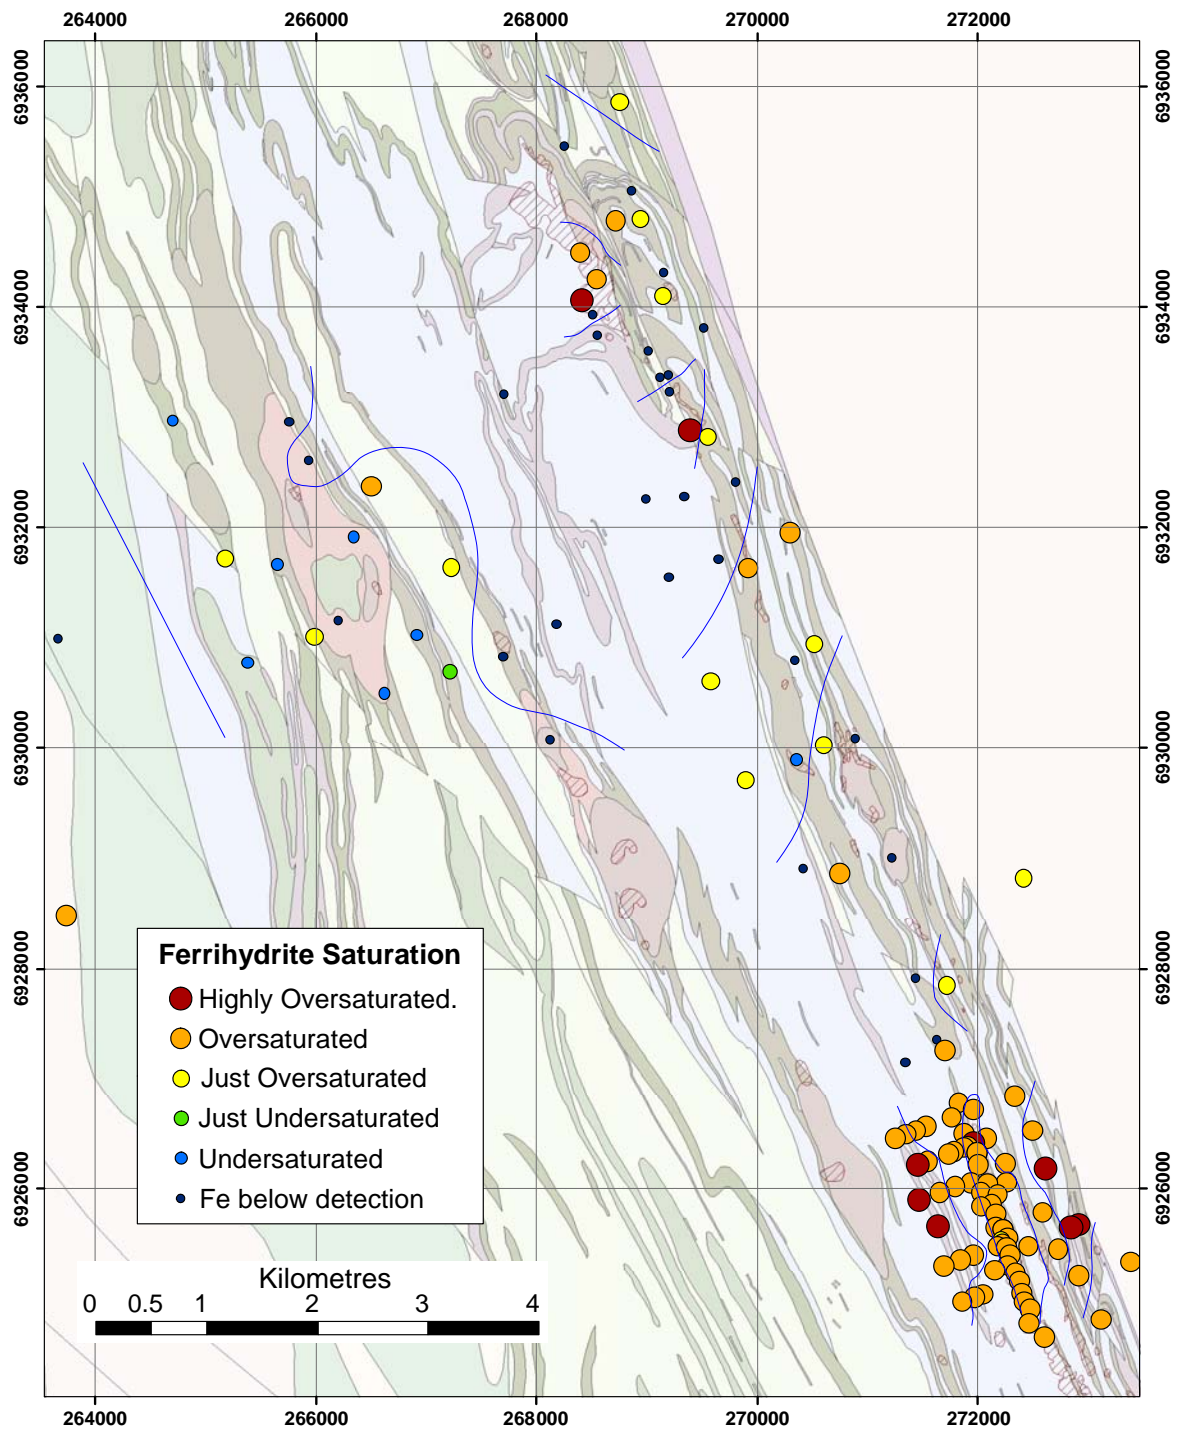 264000 266000 268000 270000 272000
6936000 6936000
6934000 6934000
6932000 6932000
6930000 6930000
6928000 6928000
6926000 6926000
Ferrihydrite Saturation
Highly Oversaturated.
Oversaturated
Just Oversaturated
Just Undersaturated
Undersaturated
Fe below detection
Kilometres
0 0.5 1 2 3 4
264000 266000 268000 270000 272000